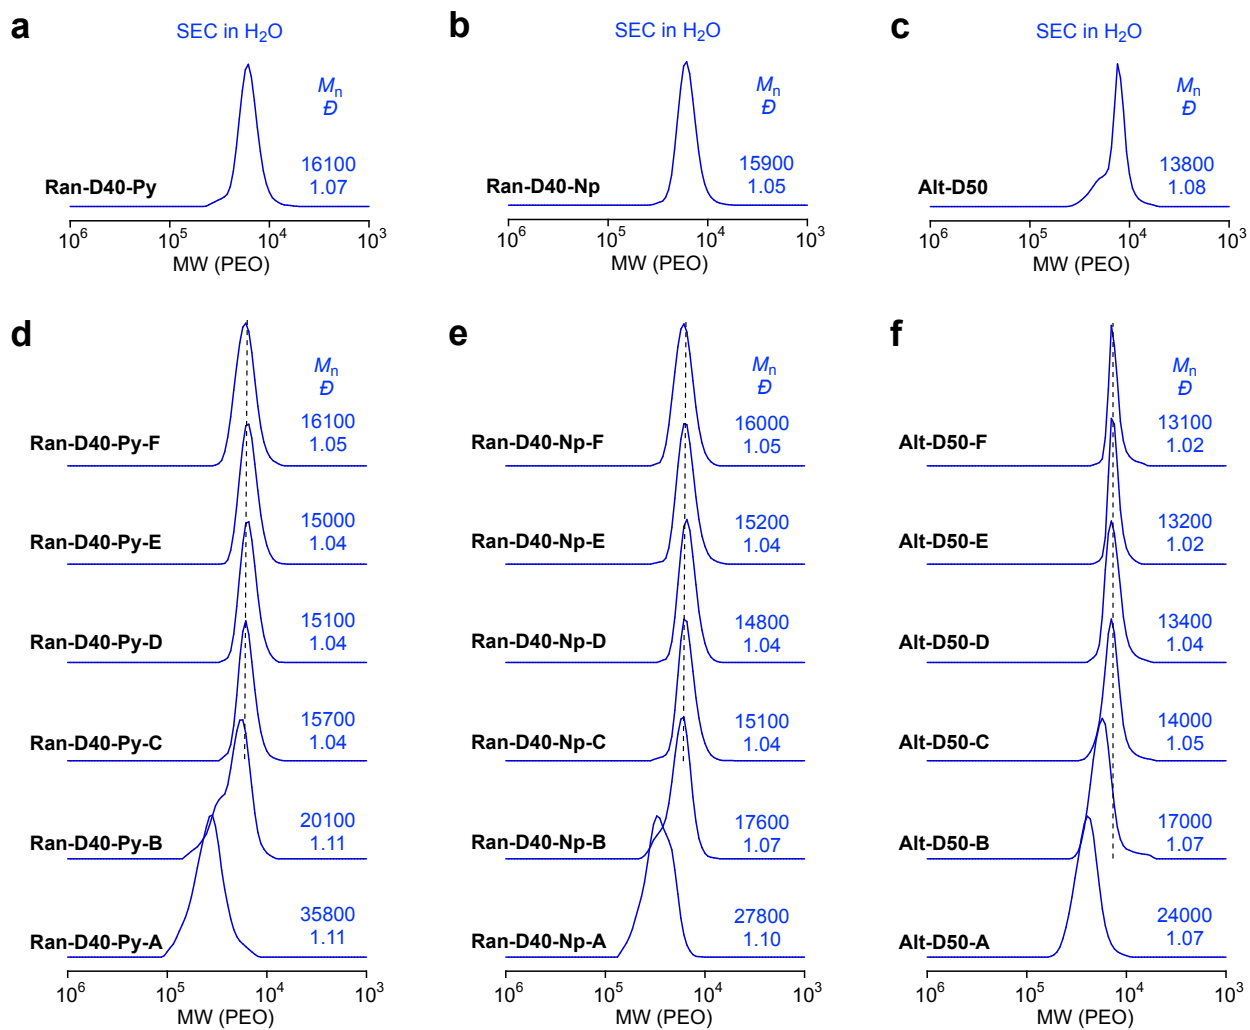 a
SEC in H2O
Mn
Đ
Ran-D40-Py
16100
1.07
10^6 10^5 10^4 10^3
MW (PEO)
b
SEC in H2O
Mn
Đ
Ran-D40-Np
15900
1.05
10^6 10^5 10^4 10^3
MW (PEO)
c
SEC in H2O
Mn
Đ
Alt-D50
13800
1.08
10^6 10^5 10^4 10^3
MW (PEO)
d
Mn
Đ
Ran-D40-Py-F
16100
1.05
Ran-D40-Py-E
15000
1.04
Ran-D40-Py-D
15100
1.04
Ran-D40-Py-C
15700
1.04
Ran-D40-Py-B
20100
1.11
Ran-D40-Py-A
35800
1.11
10^6 10^5 10^4 10^3
MW (PEO)
e
Mn
Đ
Ran-D40-Np-F
16000
1.05
Ran-D40-Np-E
15200
1.04
Ran-D40-Np-D
14800
1.04
Ran-D40-Np-C
15100
1.04
Ran-D40-Np-B
17600
1.07
Ran-D40-Np-A
27800
1.10
10^6 10^5 10^4 10^3
MW (PEO)
f
Mn
Đ
Alt-D50-F
13100
1.02
Alt-D50-E
13200
1.02
Alt-D50-D
13400
1.04
Alt-D50-C
14000
1.05
Alt-D50-B
17000
1.07
Alt-D50-A
24000
1.07
10^6 10^5 10^4 10^3
MW (PEO)